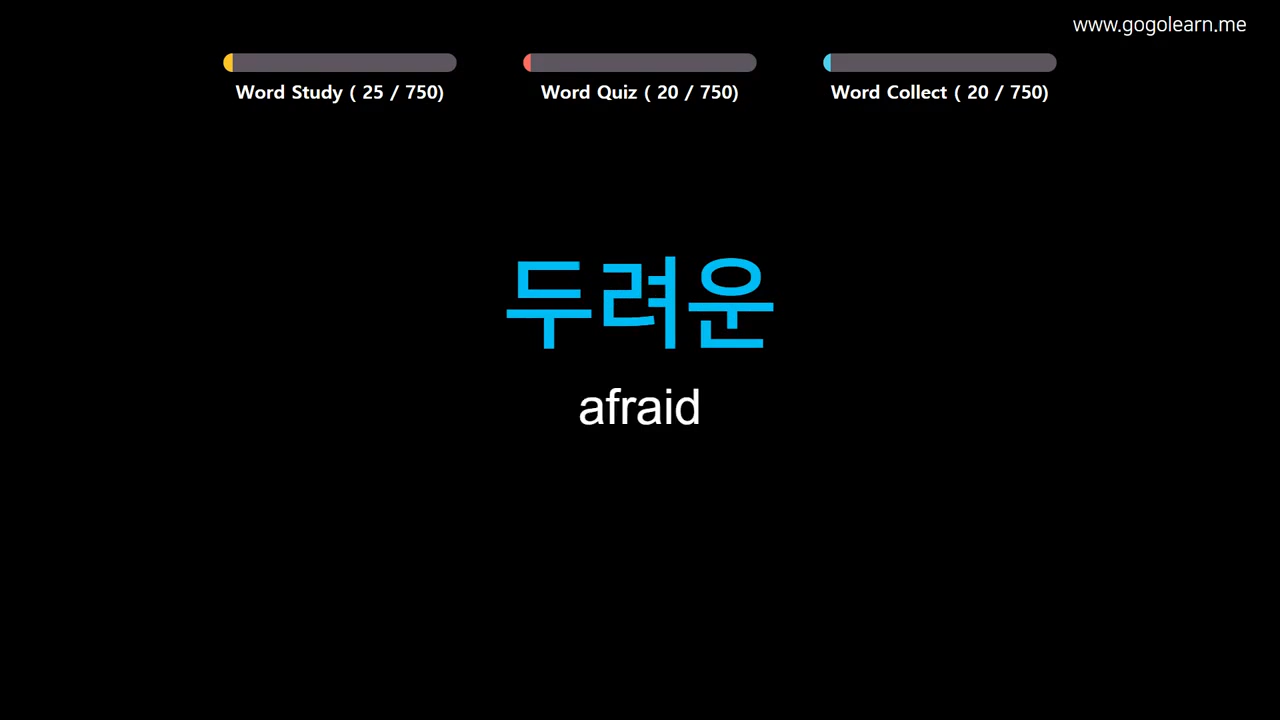 www.gogolearn.me
Word Study ( 25 / 750)
Word Quiz ( 20 / 750)
Word Collect ( 20 / 750)
두려운
afraid